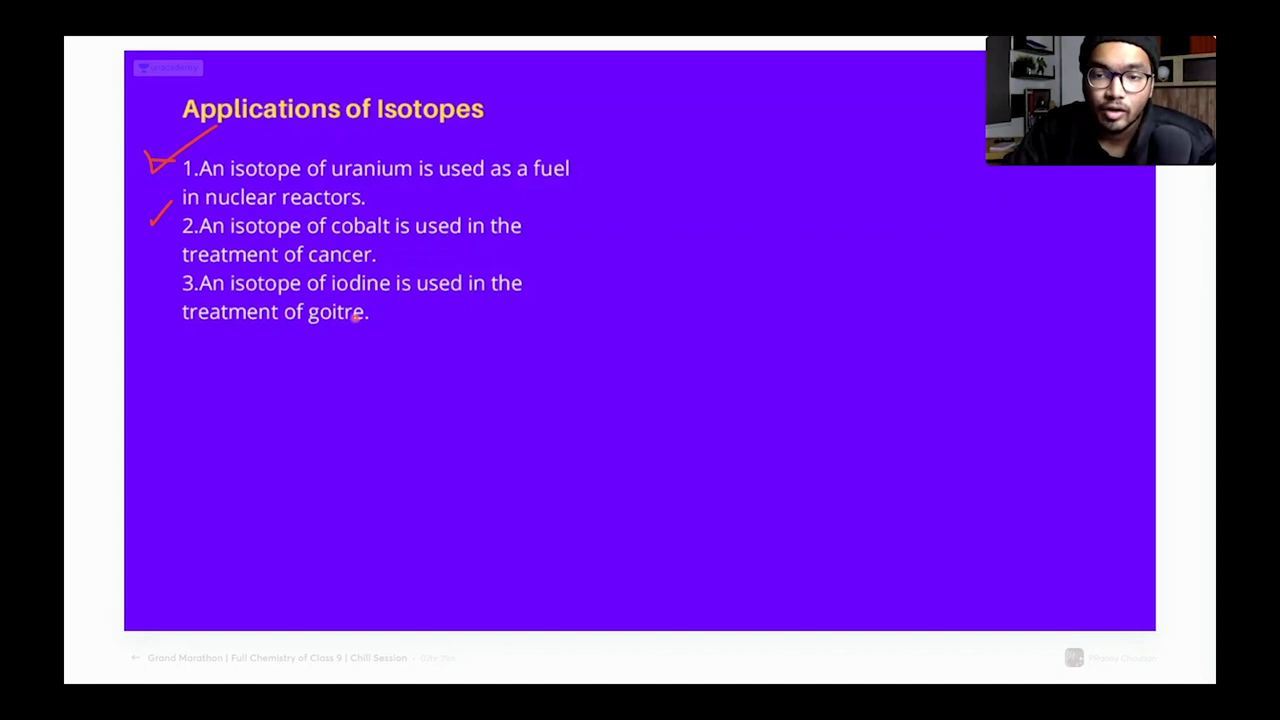 unacademy
Applications of Isotopes
1.An isotope of uranium is used as a fuel
in nuclear reactors.
2.An isotope of cobalt is used in the
treatment of cancer.
3.An isotope of iodine is used in the
treatment of goitre.
Grand Marathon | Full Chemistry of Class 9 | Chill Session